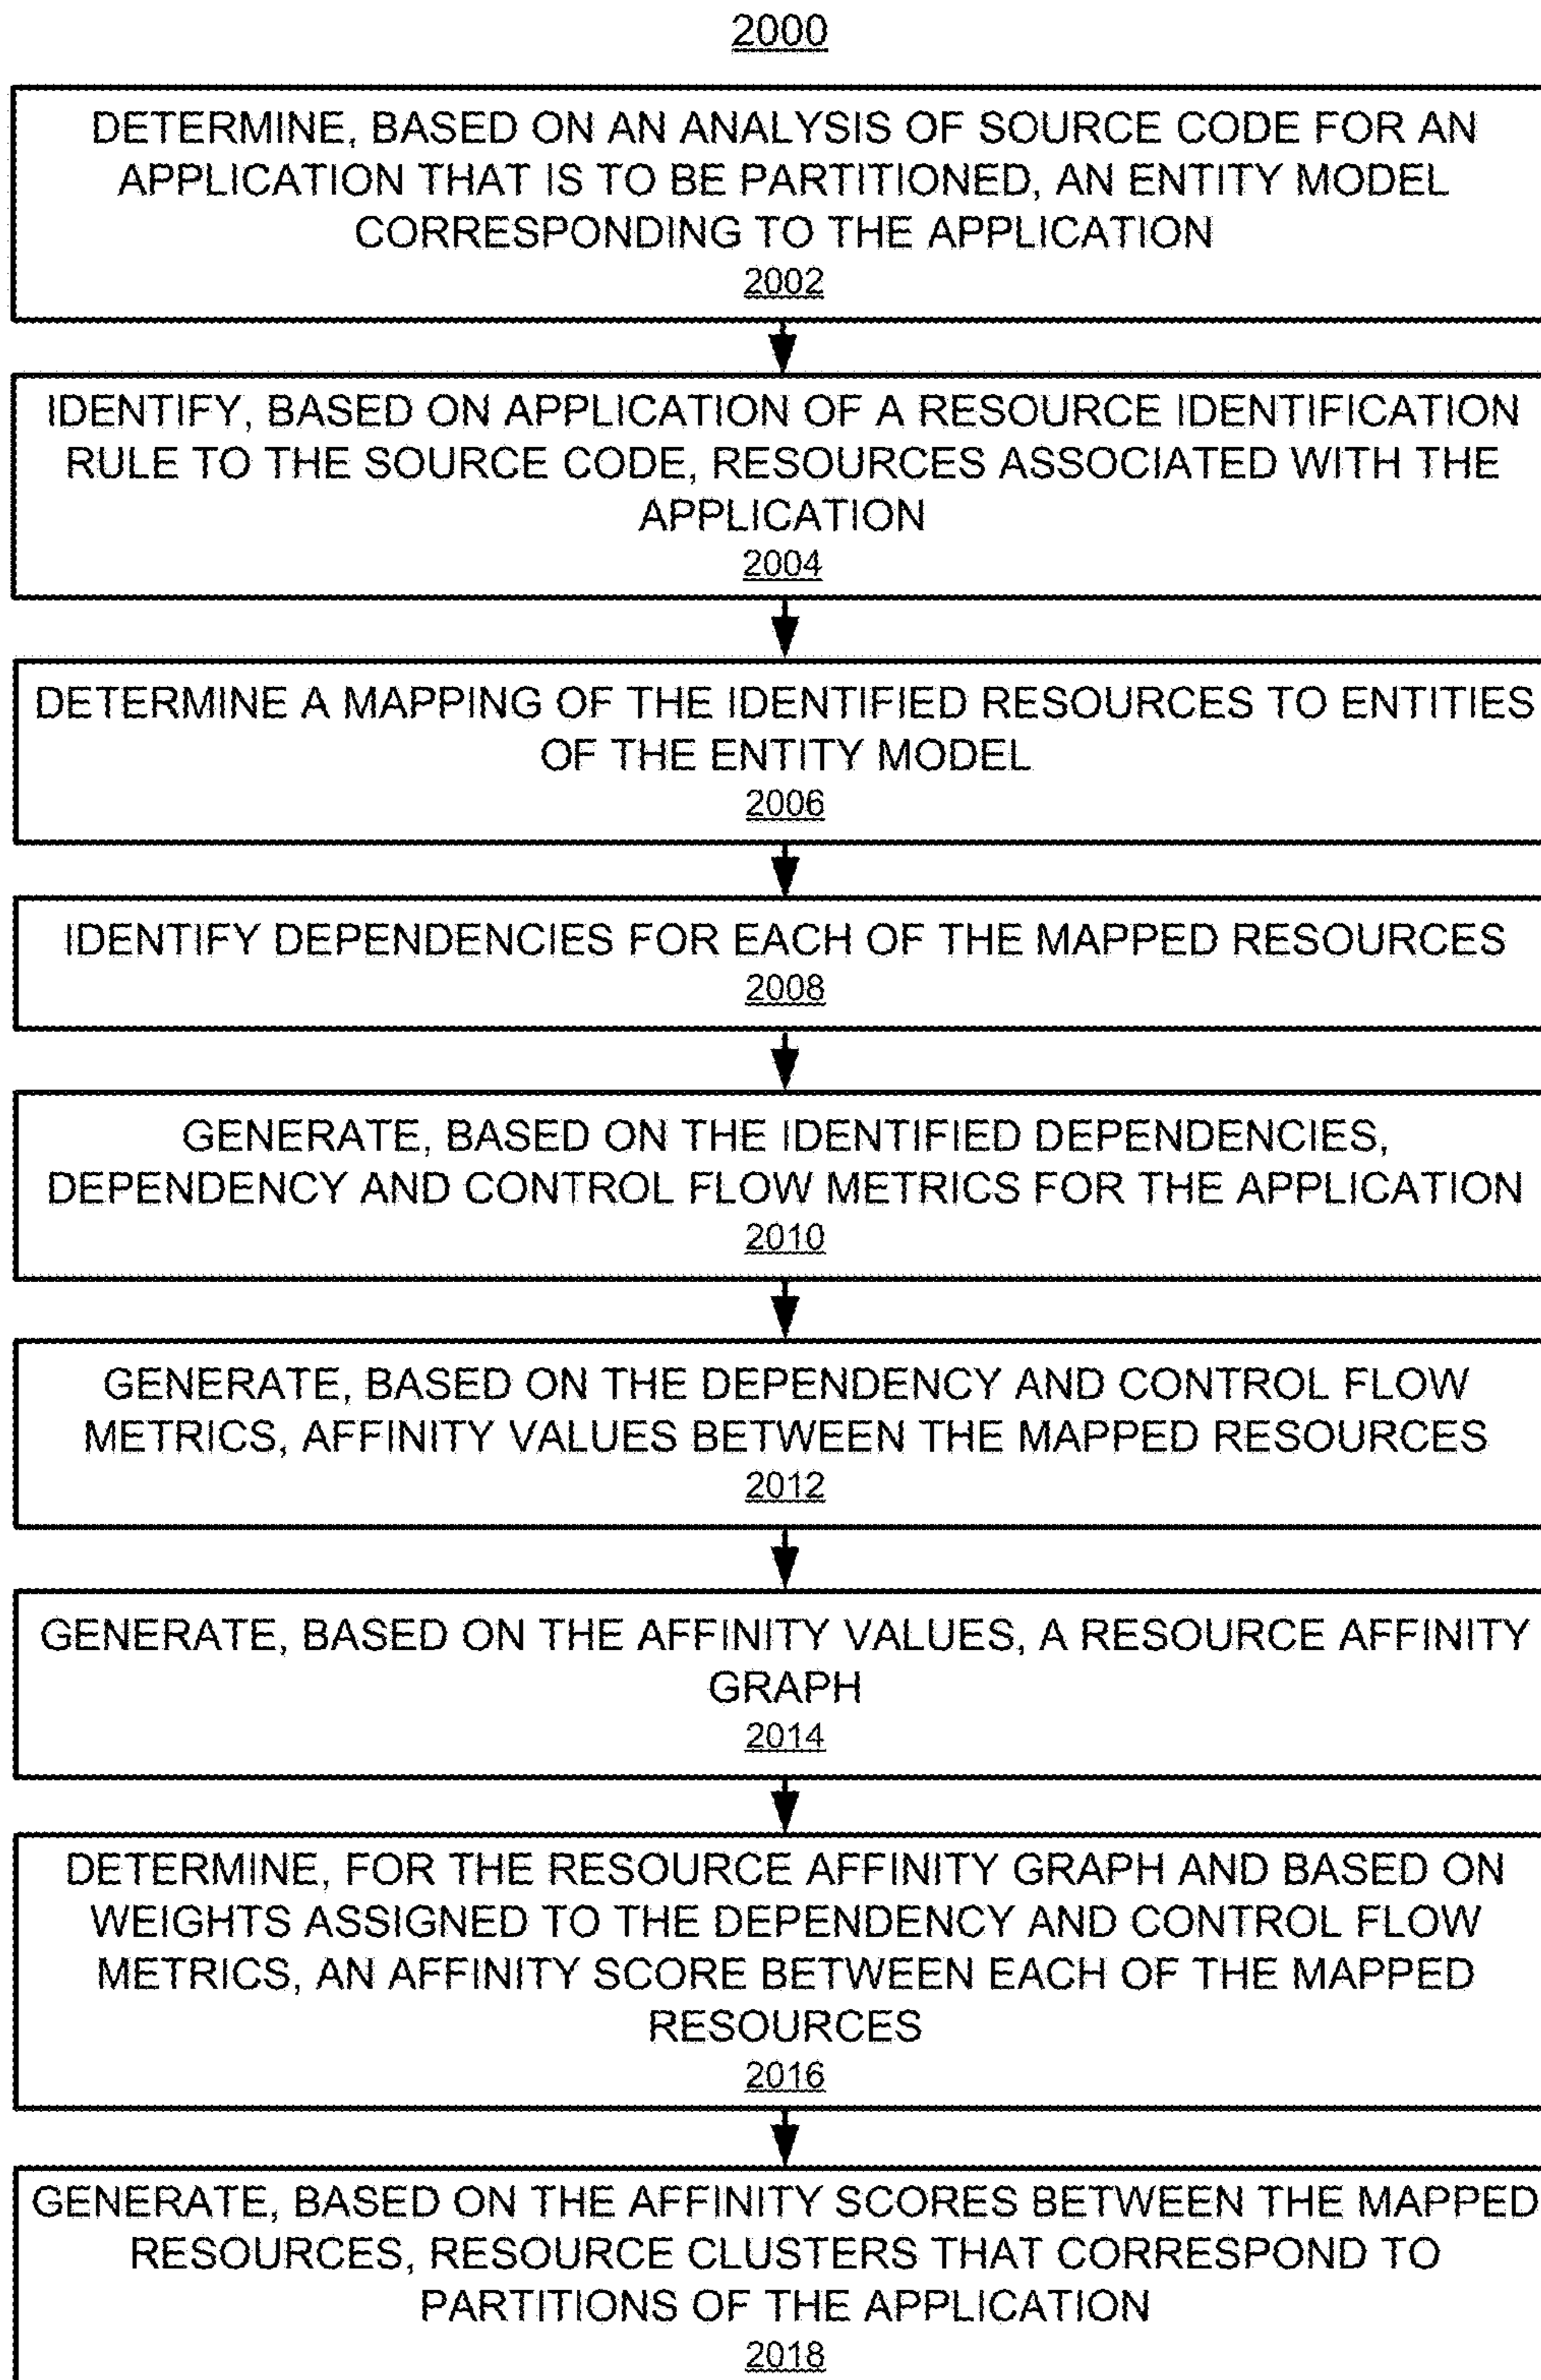 2000
DETERMINE, BASED ON AN ANALYSIS OF SOURCE CODE FOR AN
APPLICATION THAT IS TO BE PARTITIONED, AN ENTITY MODEL
CORRESPONDING TO THE APPLICATION
2002
IDENTIFY, BASED ON APPLICATION OF A RESOURCE IDENTIFICATION
RULE TO THE SOURCE CODE, RESOURCES ASSOCIATED WITH THE
APPLICATION
2004
DETERMINE A MAPPING OF THE IDENTIFIED RESOURCES TO ENTITIES
OF THE ENTITY MODEL
2006
IDENTIFY DEPENDENCIES FOR EACH OF THE MAPPED RESOURCES
2008
GENERATE, BASED ON THE IDENTIFIED DEPENDENCIES,
DEPENDENCY AND CONTROL FLOW METRICS FOR THE APPLICATION
2010
GENERATE, BASED ON THE DEPENDENCY AND CONTROL FLOW
METRICS, AFFINITY VALUES BETWEEN THE MAPPED RESOURCES
2012
GENERATE, BASED ON THE AFFINITY VALUES, A RESOURCE AFFINITY
GRAPH
2014
DETERMINE, FOR THE RESOURCE AFFINITY GRAPH AND BASED ON
WEIGHTS ASSIGNED TO THE DEPENDENCY AND CONTROL FLOW
METRICS, AN AFFINITY SCORE BETWEEN EACH OF THE MAPPED
RESOURCES
2016
GENERATE, BASED ON THE AFFINITY SCORES BETWEEN THE MAPPED
RESOURCES, RESOURCE CLUSTERS THAT CORRESPOND TO
PARTITIONS OF THE APPLICATION
2018